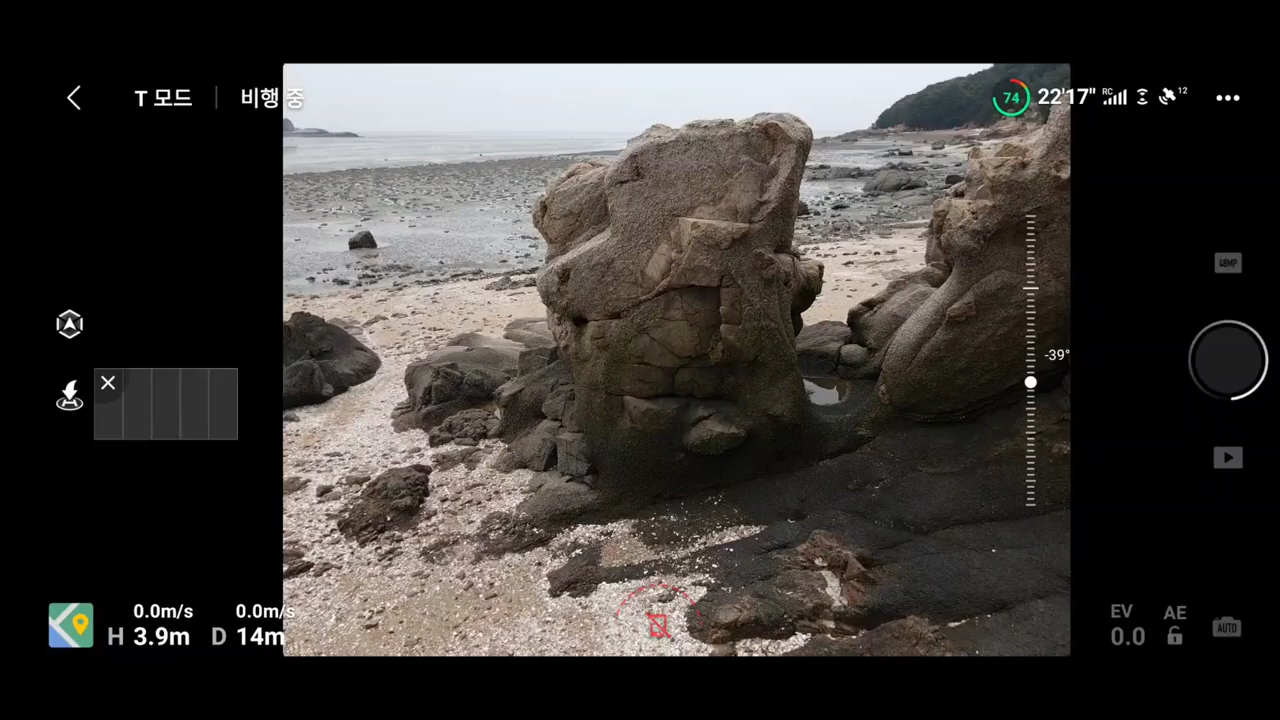 T 모드 | 비행 중
74 22'17" RC 12
48MP
-39°
0.0m/s 0.0m/s
H 3.9m D 14m
EV AE
0.0
AUTO